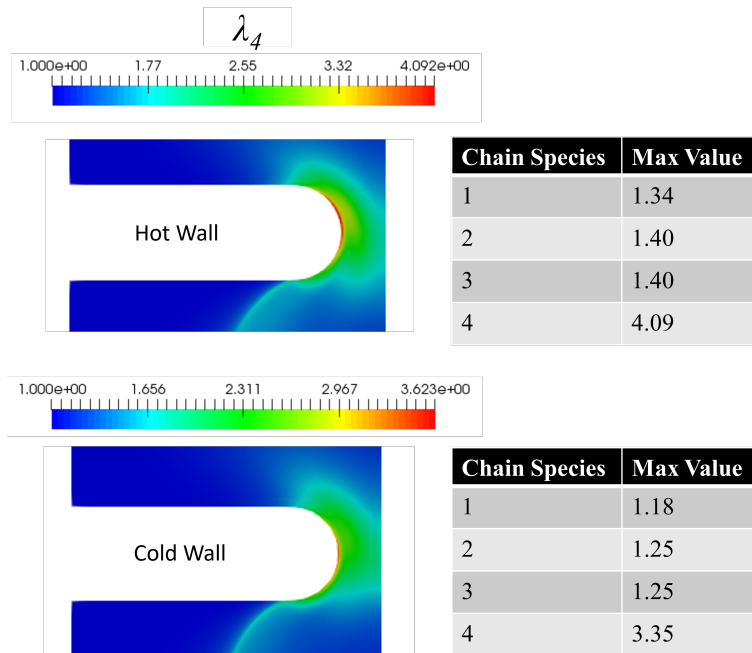 λ4
1.000e+00 1.77 2.55 3.32 4.092e+00
Hot Wall
Chain Species Max Value
1 1.34
2 1.40
3 1.40
4 4.09
1.000e+00 1.656 2.311 2.967 3.623e+00
Cold Wall
Chain Species Max Value
1 1.18
2 1.25
3 1.25
4 3.35